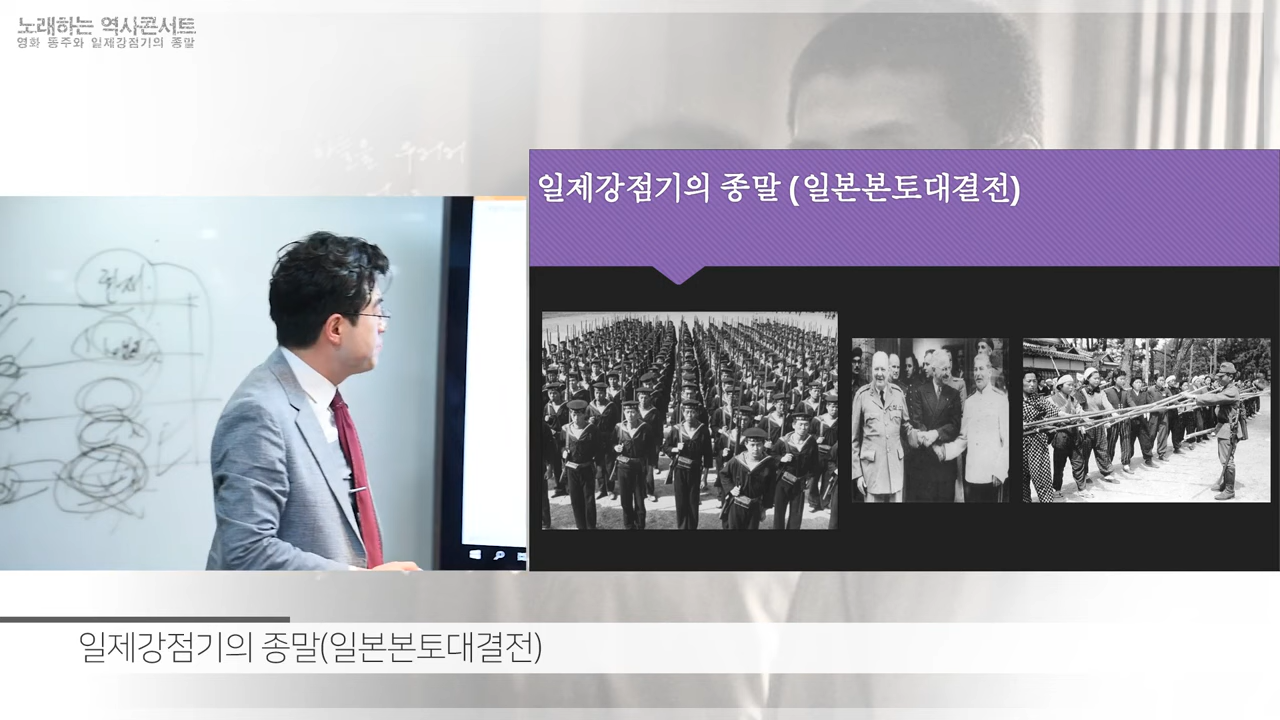 노래하는 역사콘서트
영화 동주와 일제강점기의 종말
일제강점기의 종말 (일본본토대결전)
현재
일제강점기의 종말(일본본토대결전)